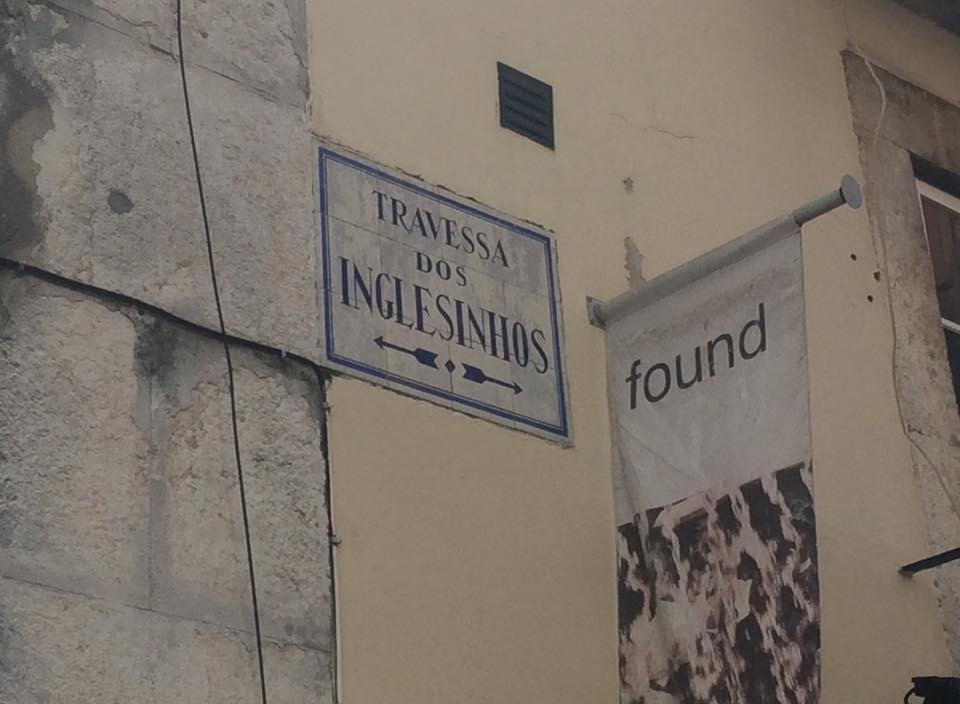 TRAVESSA
DOS
INGLESINHOS
found